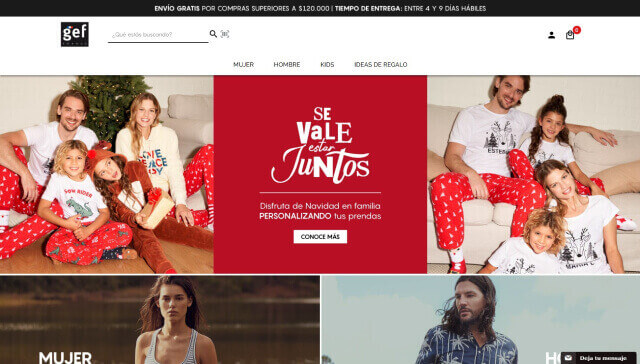 ENVÍO GRATIS POR COMPRAS SUPERIORES A $120.000 | TIEMPO DE ENTREGA: ENTRE 4 Y 9 DÍAS HÁBILES
gef
¿Qué estás buscando?
0
MUJER HOMBRE KIDS IDEAS DE REGALO
SE
VALE
estar
JUNTOS
Disfruta de Navidad en familia
PERSONALIZANDO tus prendas
CONOCE MÁS
MUJER
HO
Deja tu mensaje